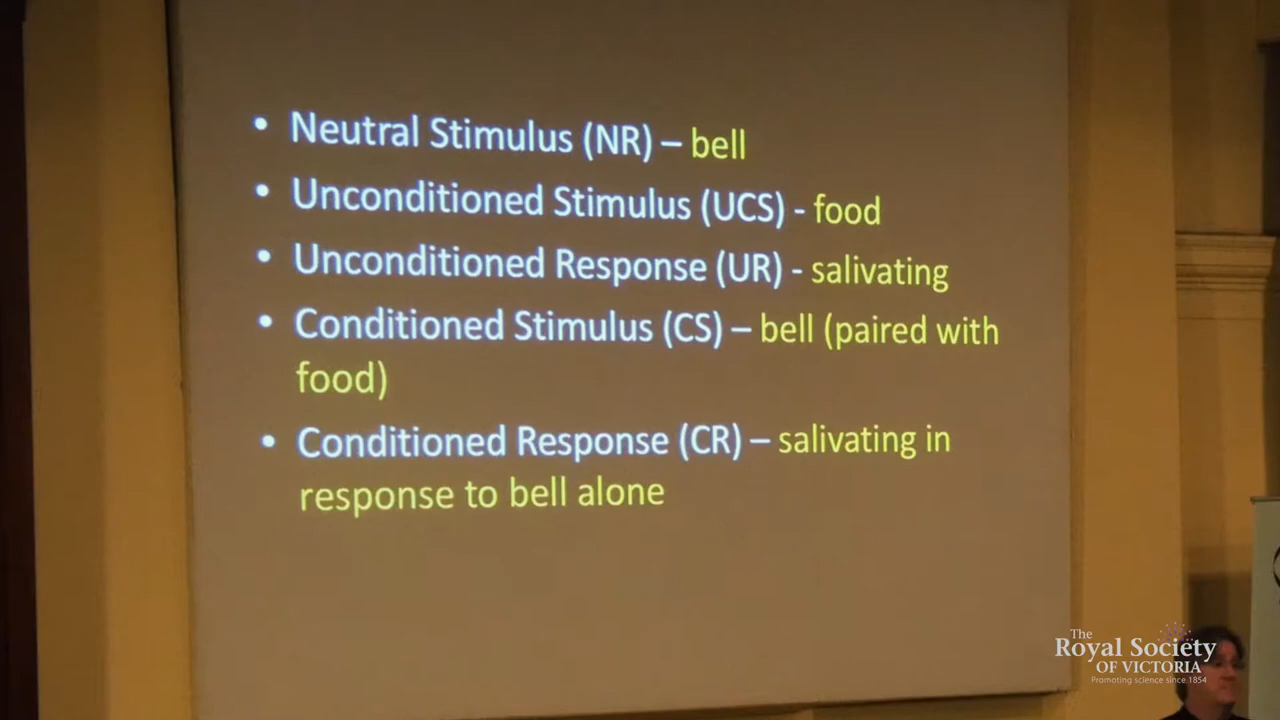 • Neutral Stimulus (NR) – bell
• Unconditioned Stimulus (UCS) - food
• Unconditioned Response (UR) - salivating
• Conditioned Stimulus (CS) – bell (paired with
food)
• Conditioned Response (CR) – salivating in
response to bell alone
The
Royal Society
OF VICTORIA
Promoting science since 1854